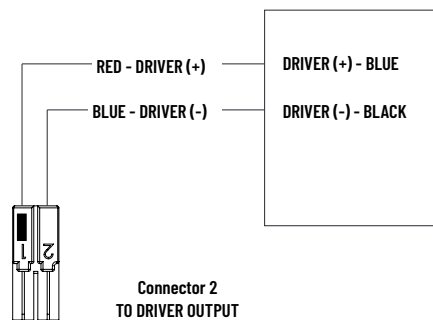 RED - DRIVER (+) DRIVER (+) - BLUE
BLUE - DRIVER (-) DRIVER (-) - BLACK
1 2
Connector 2
TO DRIVER OUTPUT